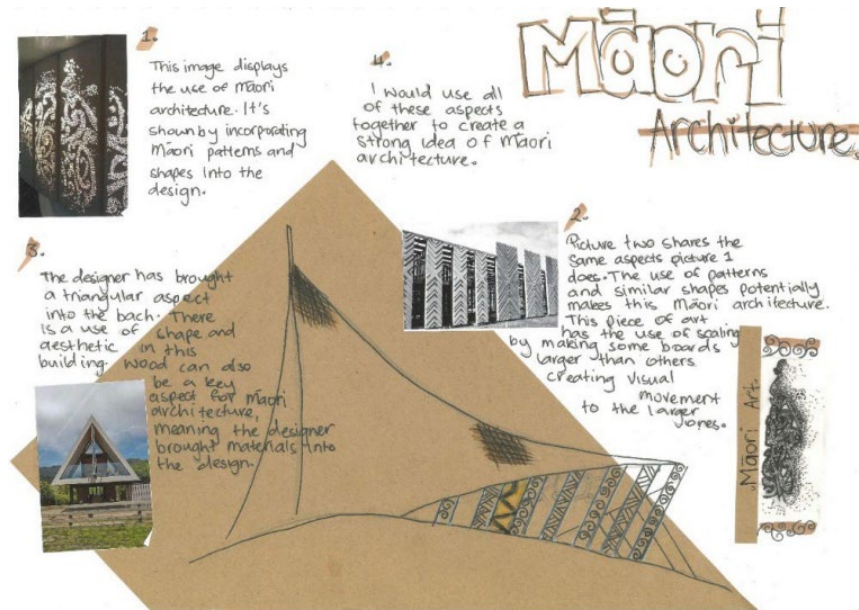 Māori
Architecture
1.
This image displays
the use of māori
architecture. It's
shown by incorporating
Māori patterns and
shapes into the
design.
4.
I would use all
of these aspects
together to create a
strong idea of māori
architecture.
2.
Picture two shares the
same aspects picture 1
does. The use of patterns
and similar shapes potentially
makes this Māori architecture.
This piece of art
has the use of scaling
by making some boards
larger than others
creating visual
movement
to the larger
ones.
3.
The designer has brought
a triangular aspect
into the bach. There
is a use of shape and
aesthetic in this
building. Wood can also
be a key
aspect for māori
architecture,
meaning the designer
brought materials into
the design.
Māori Art.